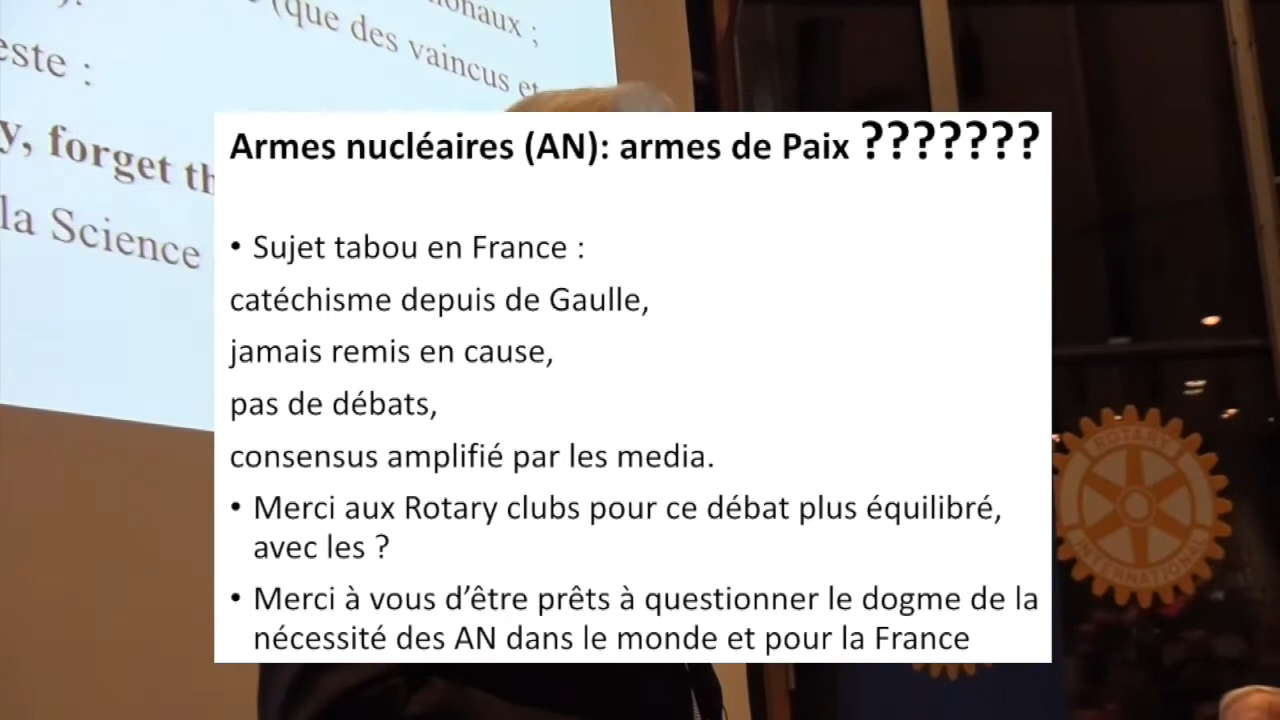 (que des vaincus et
este :
y, forget th
la Science
Armes nucléaires (AN): armes de Paix ???????
• Sujet tabou en France :
catéchisme depuis de Gaulle,
jamais remis en cause,
pas de débats,
consensus amplifié par les media.
• Merci aux Rotary clubs pour ce débat plus équilibré,
avec les ?
• Merci à vous d’être prêts à questionner le dogme de la
nécessité des AN dans le monde et pour la France
ROTARY
INTERNATIONAL